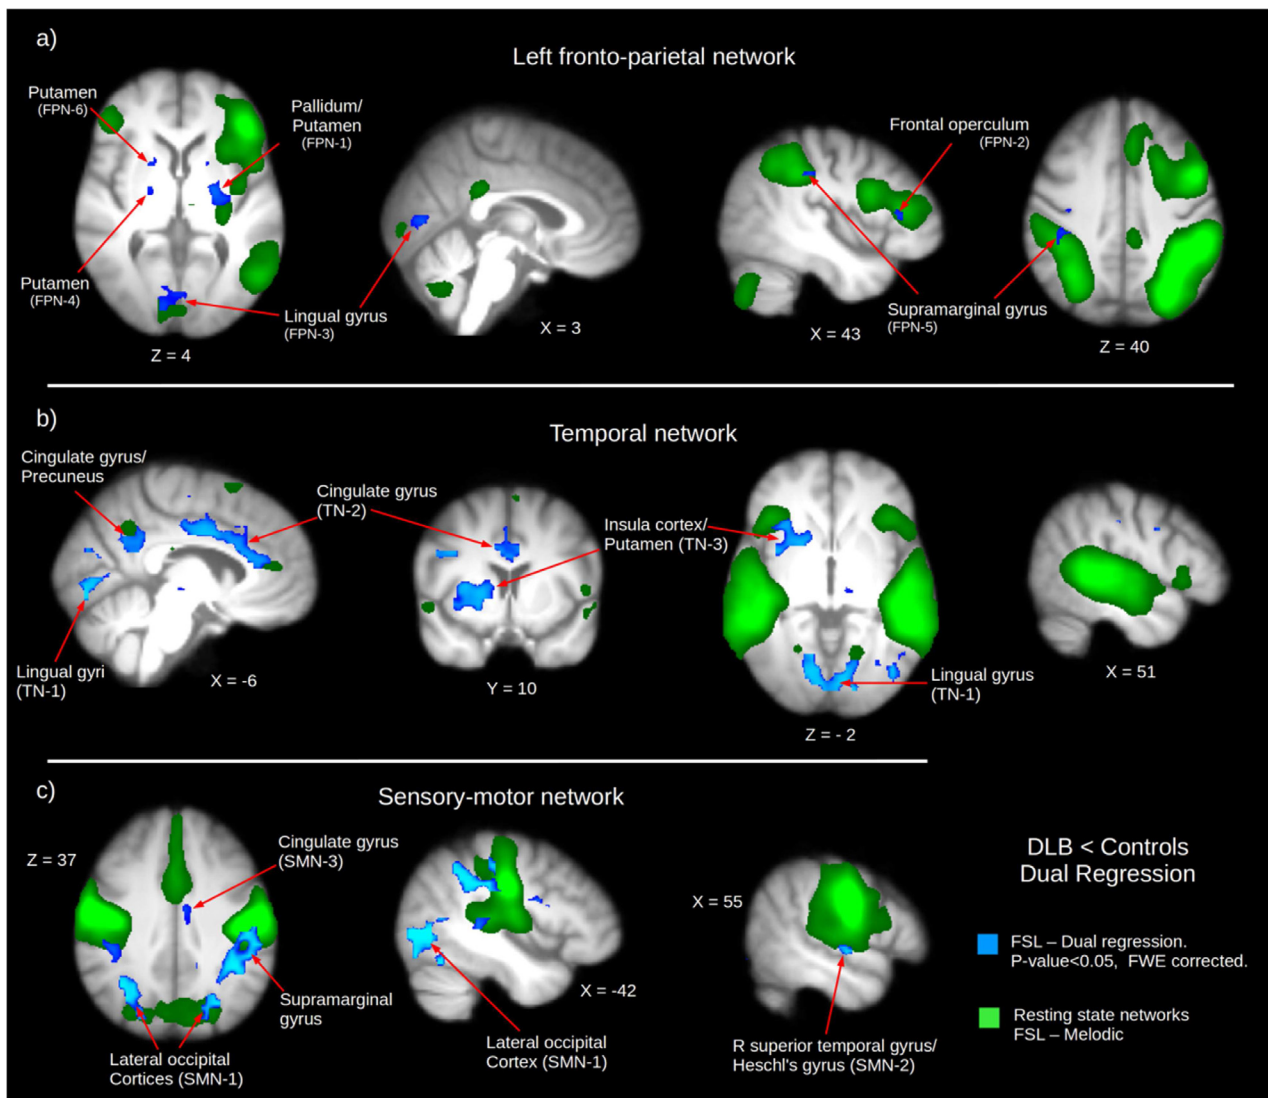 a)
Left fronto-parietal network
Putamen
(FPN-6)
Pallidum/
Putamen
(FPN-1)
Frontal operculum
(FPN-2)
Putamen
(FPN-4)
Lingual gyrus
(FPN-3)
Supramarginal gyrus
(FPN-5)
Z = 4
X = 3
X = 43
Z = 40
b)
Temporal network
Cingulate gyrus/
Precuneus
Cingulate gyrus
(TN-2)
Insula cortex/
Putamen (TN-3)
Lingual gyri
(TN-1)
Lingual gyrus
(TN-1)
X = -6
Y = 10
Z = - 2
X = 51
c)
Sensory-motor network
Z = 37
Cingulate gyrus
(SMN-3)
Supramarginal
gyrus
Lateral occipital
Cortices (SMN-1)
X = -42
Lateral occipital
Cortex (SMN-1)
X = 55
R superior temporal gyrus/
Heschl's gyrus (SMN-2)
DLB < Controls
Dual Regression
FSL – Dual regression.
P-value<0.05, FWE corrected.
Resting state networks
FSL – Melodic